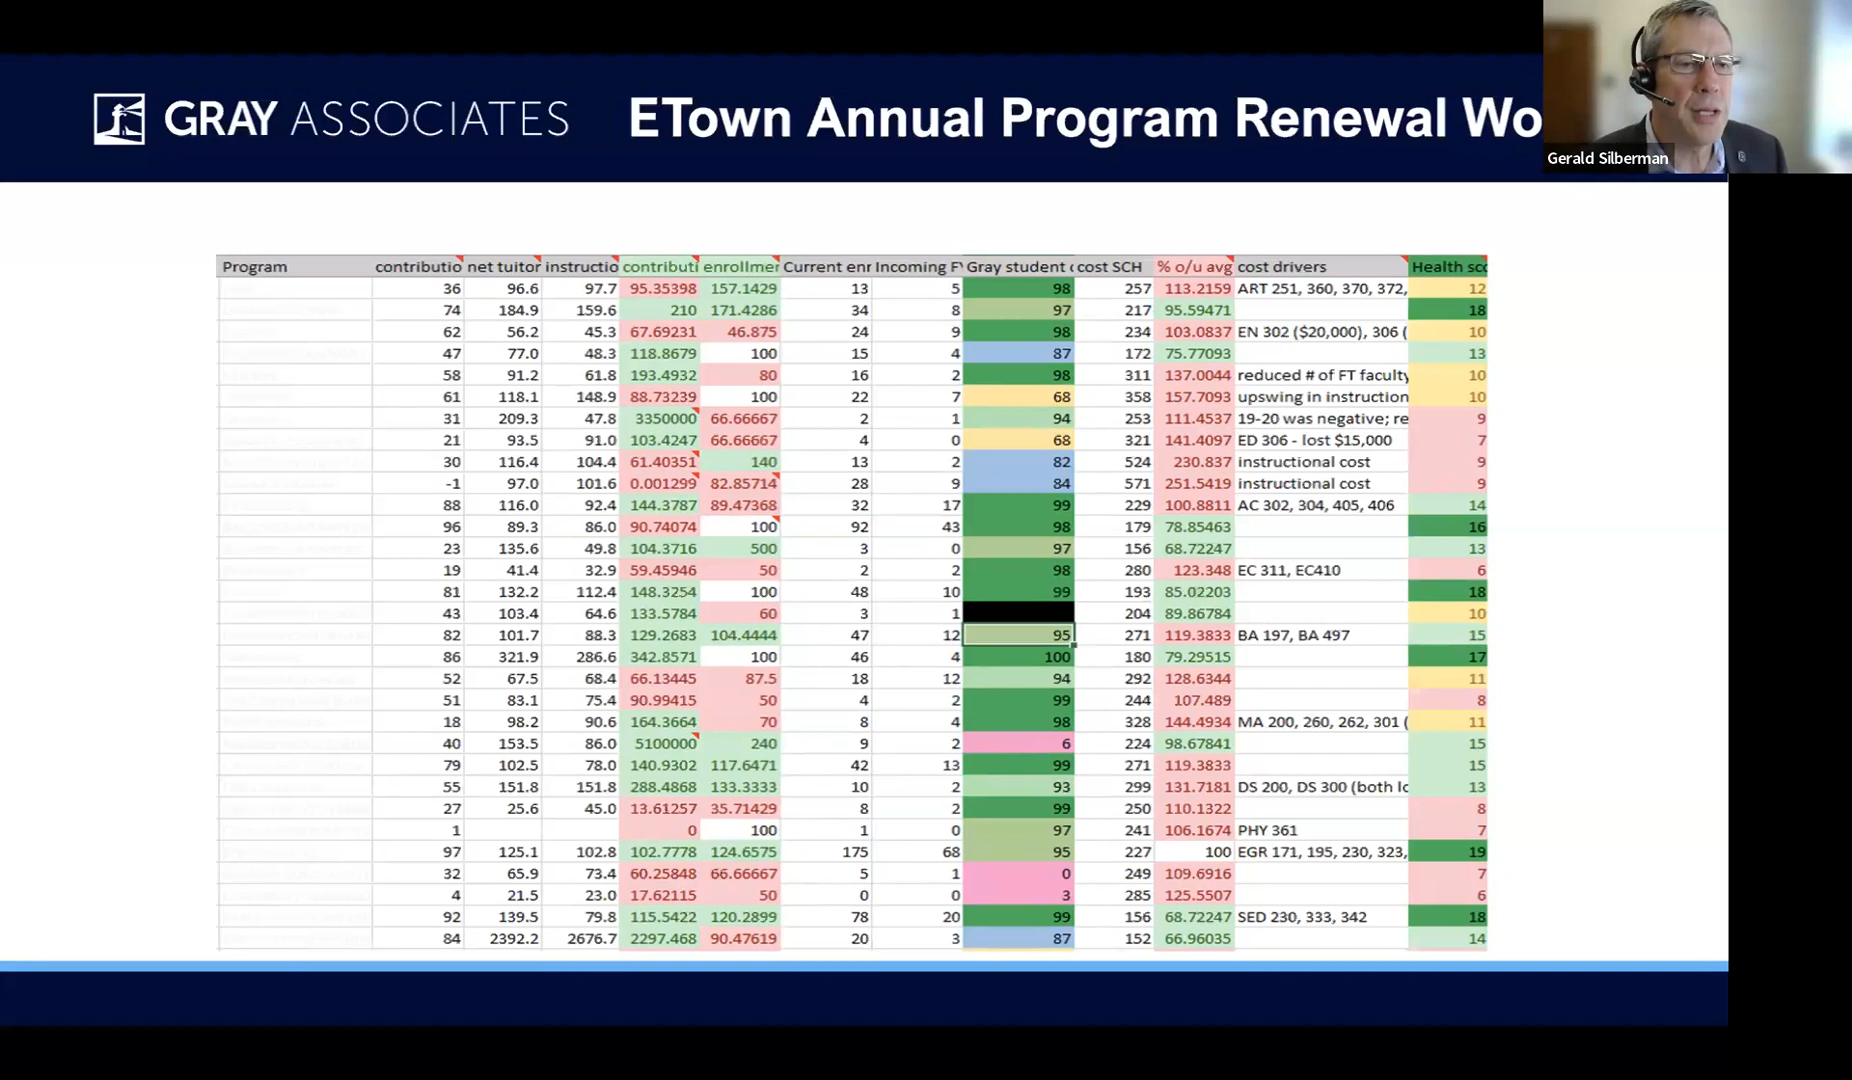 GRAY ASSOCIATES ETown Annual Program Renewal Wo
Gerald Silberman
Program contributio net tuitor instructio contributi enrollmer Current enr Incoming FY Gray student c cost SCH % o/u avg cost drivers Health sco
36 96.6 97.7 95.35398 157.1429 13 5 98 257 113.2159 ART 251, 360, 370, 372, 12
74 184.9 159.6 210 171.4286 34 8 97 217 95.59471 18
62 56.2 45.3 67.69231 46.875 24 9 98 234 103.0837 EN 302 ($20,000), 306 ( 10
47 77.0 48.3 118.8679 100 15 4 87 172 75.77093 13
58 91.2 61.8 193.4932 80 16 2 98 311 137.0044 reduced # of FT faculty 10
61 118.1 148.9 88.73239 100 22 7 68 358 157.7093 upswing in instruction 10
31 209.3 47.8 3350000 66.66667 2 1 94 253 111.4537 19-20 was negative; re 9
21 93.5 91.0 103.4247 66.66667 4 0 68 321 141.4097 ED 306 - lost $15,000 7
30 116.4 104.4 61.40351 140 13 2 82 524 230.837 instructional cost 9
-1 97.0 101.6 0.001299 82.85714 28 9 84 571 251.5419 instructional cost 9
88 116.0 92.4 144.3787 89.47368 32 17 99 229 100.8811 AC 302, 304, 405, 406 14
96 89.3 86.0 90.74074 100 92 43 98 179 78.85463 16
23 135.6 49.8 104.3716 500 3 0 97 156 68.72247 13
19 41.4 32.9 59.45946 50 2 2 98 280 123.348 EC 311, EC410 6
81 132.2 112.4 148.3254 100 48 10 99 193 85.02203 18
43 103.4 64.6 133.5784 60 3 1 204 89.86784 10
82 101.7 88.3 129.2683 104.4444 47 12 95 271 119.3833 BA 197, BA 497 15
86 321.9 286.6 342.8571 100 46 4 100 180 79.29515 17
52 67.5 68.4 66.13445 87.5 18 12 94 292 128.6344 11
51 83.1 75.4 90.99415 50 4 2 99 244 107.489 8
18 98.2 90.6 164.3664 70 8 4 98 328 144.4934 MA 200, 260, 262, 301 ( 11
40 153.5 86.0 5100000 240 9 2 6 224 98.67841 15
79 102.5 78.0 140.9302 117.6471 42 13 99 271 119.3833 15
55 151.8 151.8 288.4868 133.3333 10 2 93 299 131.7181 DS 200, DS 300 (both lo 13
27 25.6 45.0 13.61257 35.71429 8 2 99 250 110.1322 8
1 0 100 1 0 97 241 106.1674 PHY 361 7
97 125.1 102.8 102.7778 124.6575 175 68 95 227 100 EGR 171, 195, 230, 323, 19
32 65.9 73.4 60.25848 66.66667 5 1 0 249 109.6916 7
4 21.5 23.0 17.62115 50 0 0 3 285 125.5507 6
92 139.5 79.8 115.5422 120.2899 78 20 99 156 68.72247 SED 230, 333, 342 18
84 2392.2 2676.7 2297.468 90.47619 20 3 87 152 66.96035 14